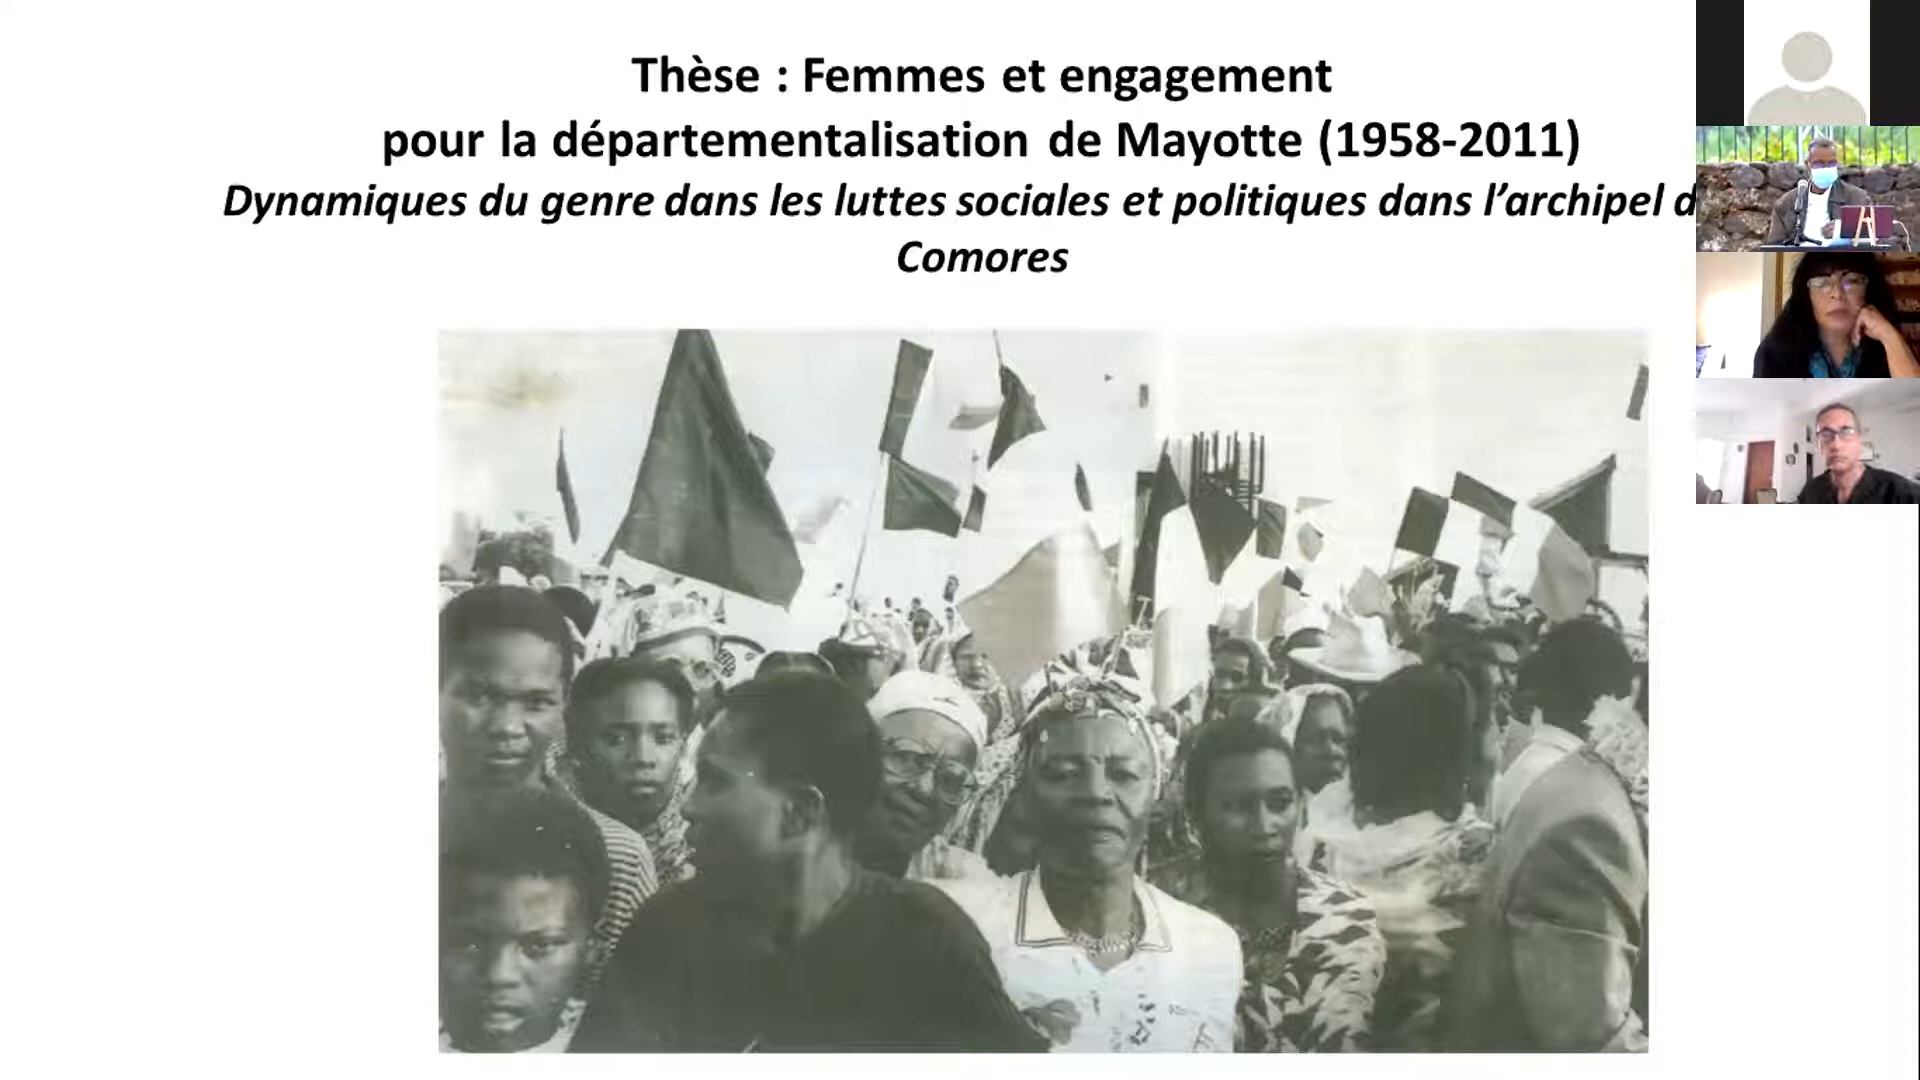 Thèse : Femmes et engagement
pour la départementalisation de Mayotte (1958-2011)
Dynamiques du genre dans les luttes sociales et politiques dans l’archipel d
Comores